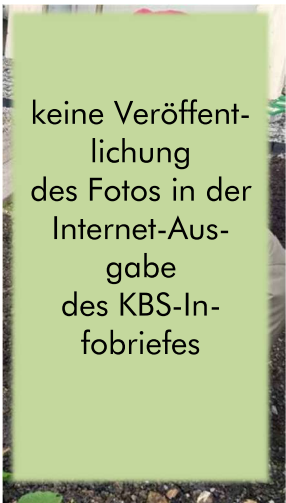 keine Veröffent-
lichung
des Fotos in der
Internet-Aus-
gabe
des KBS-In-
fobriefes